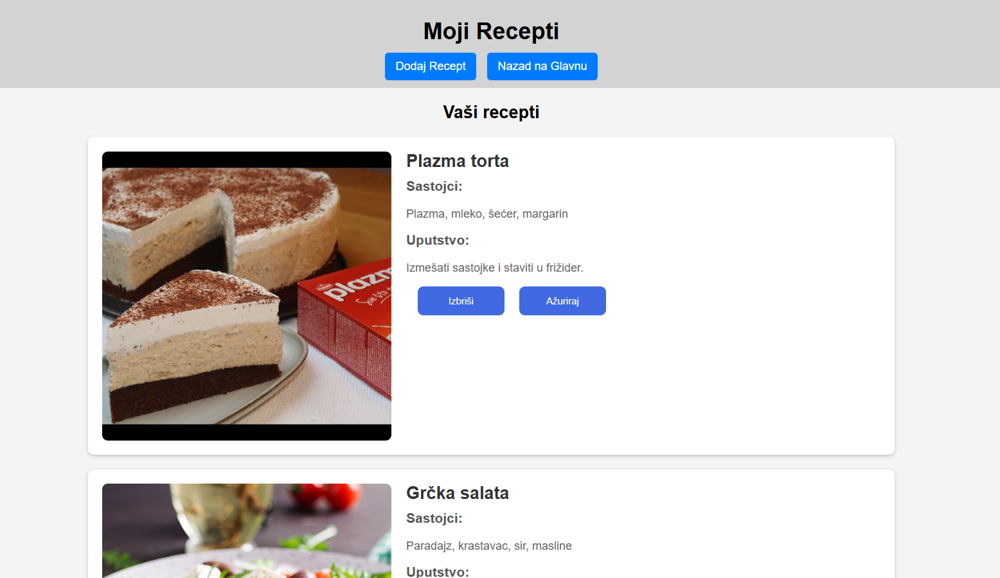 Moji Recepti
Dodaj Recept
Nazad na Glavnu
Vaši recepti
Plazma torta
Sastojci:
Plazma, mleko, šećer, margarin
Uputstvo:
Izmešati sastojke i staviti u frižider.
Izbriši
Ažuriraj
Grčka salata
Sastojci:
Paradajz, krastavac, sir, masline
Uputstvo: